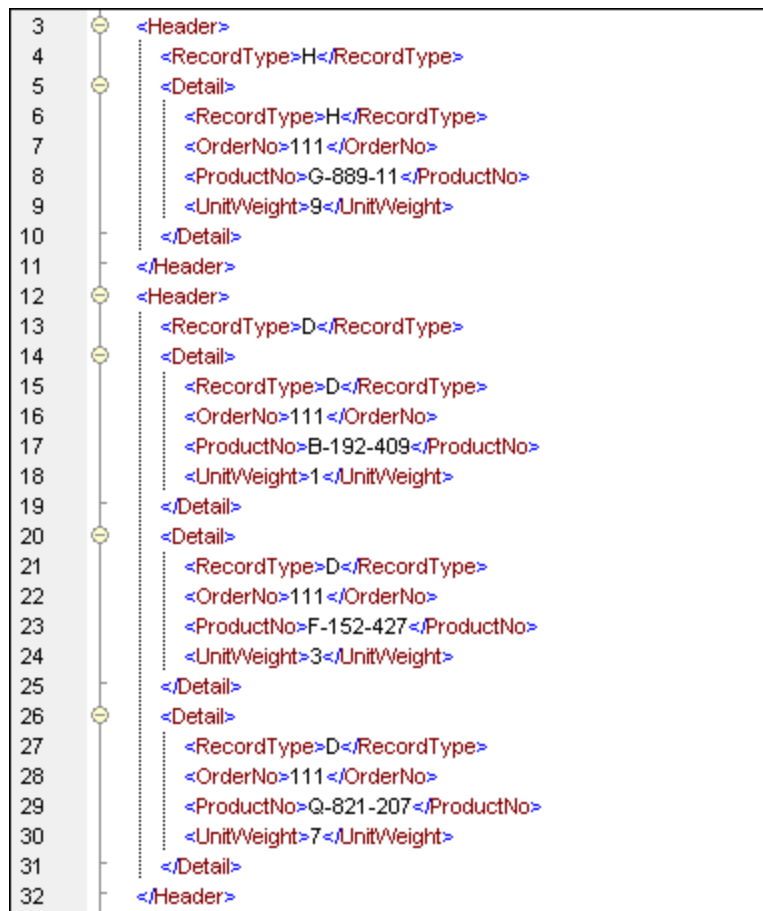 3 <Header>
4 <RecordType>H</RecordType>
5 <Detail>
6 <RecordType>H</RecordType>
7 <OrderNo>111</OrderNo>
8 <ProductNo>G-889-11</ProductNo>
9 <UnitWeight>9</UnitWeight>
10 </Detail>
11 </Header>
12 <Header>
13 <RecordType>D</RecordType>
14 <Detail>
15 <RecordType>D</RecordType>
16 <OrderNo>111</OrderNo>
17 <ProductNo>B-192-409</ProductNo>
18 <UnitWeight>1</UnitWeight>
19 </Detail>
20 <Detail>
21 <RecordType>D</RecordType>
22 <OrderNo>111</OrderNo>
23 <ProductNo>F-152-427</ProductNo>
24 <UnitWeight>3</UnitWeight>
25 </Detail>
26 <Detail>
27 <RecordType>D</RecordType>
28 <OrderNo>111</OrderNo>
29 <ProductNo>Q-821-207</ProductNo>
30 <UnitWeight>7</UnitWeight>
31 </Detail>
32 </Header>